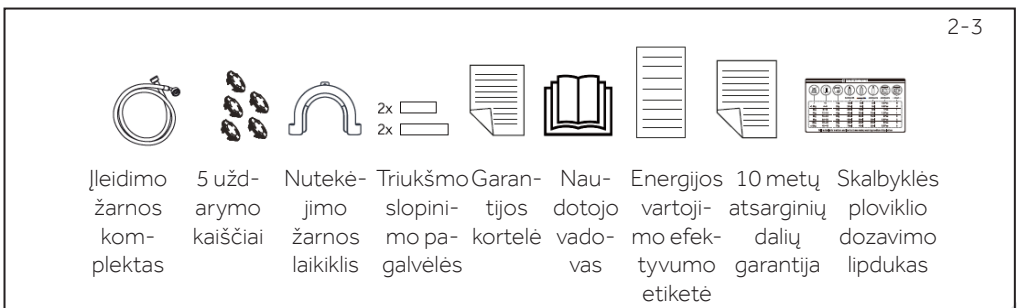 2-3
2x
2x
Įleidimo žarnos kom- plektas
5 užd- arymo kaiščiai
Nutekė- jimo žarnos laikiklis
Triukšmo slopini- mo pa- galvėlės
Garan- tijos kortelė
Nau- dotojo vado- vas
Energijos vartoji- mo efek- tyvumo etiketė
10 metų atsarginių dalių garantija
Skalbyklės ploviklio dozavimo lipdukas